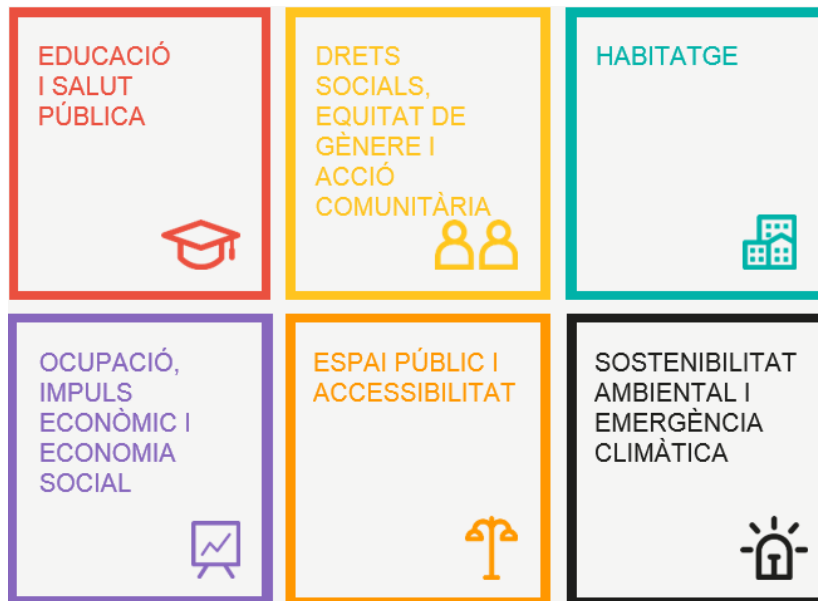 EDUCACIÓ
I SALUT
PÚBLICA
DRETS
SOCIALS,
EQUITAT DE
GÈNERE I
ACCIÓ
COMUNITÀRIA
HABITATGE
OCUPACIÓ,
IMPULS
ECONÒMIC I
ECONOMIA
SOCIAL
ESPAI PÚBLIC I
ACCESSIBILITAT
SOSTENIBILITAT
AMBIENTAL I
EMERGÈNCIA
CLIMÀTICA